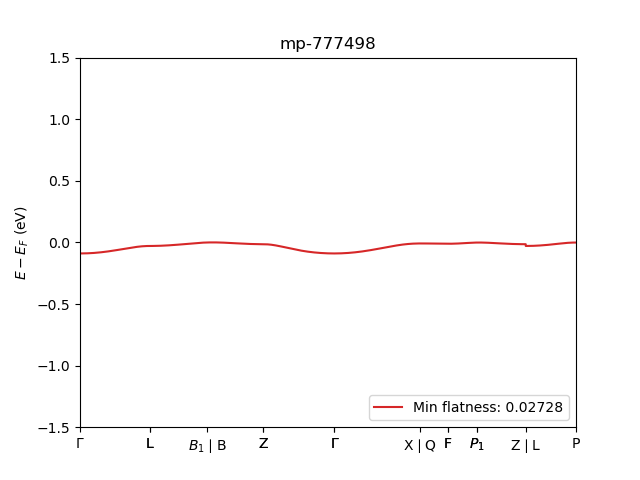 mp-777498
E − E_F (eV)
1.5
1.0
0.5
0.0
−0.5
−1.0
−1.5
Min flatness: 0.02728
Γ L B₁ | B Z Γ X | Q F P₁ Z | L P